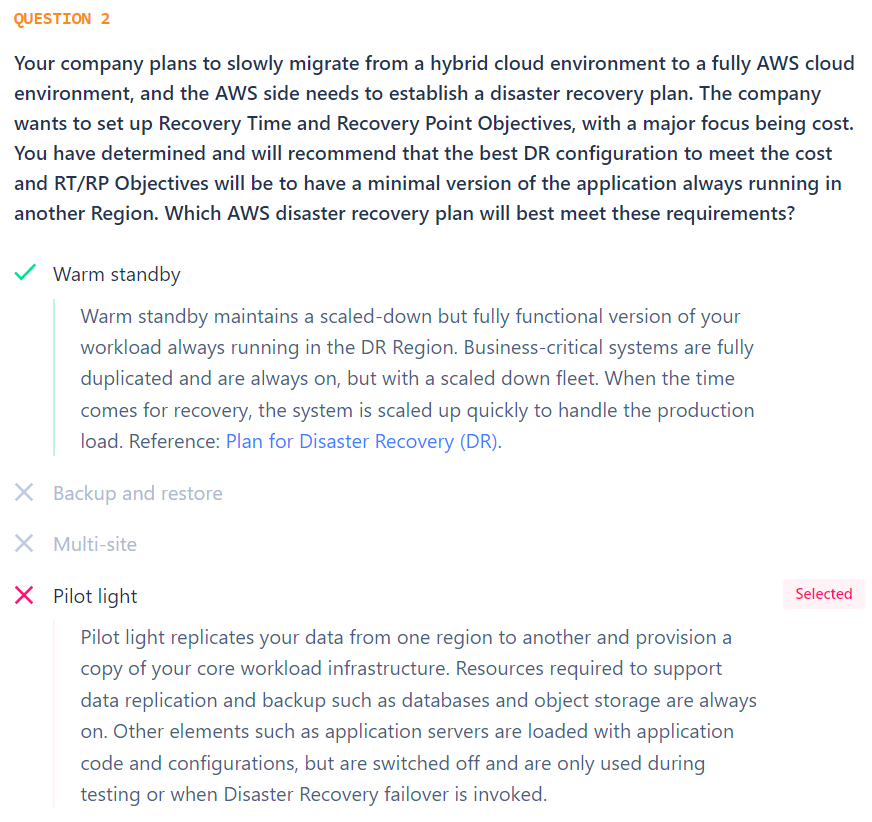 QUESTION 2
Your company plans to slowly migrate from a hybrid cloud environment to a fully AWS cloud
environment, and the AWS side needs to establish a disaster recovery plan. The company
wants to set up Recovery Time and Recovery Point Objectives, with a major focus being cost.
You have determined and will recommend that the best DR configuration to meet the cost
and RT/RP Objectives will be to have a minimal version of the application always running in
another Region. Which AWS disaster recovery plan will best meet these requirements?
Warm standby
Warm standby maintains a scaled-down but fully functional version of your
workload always running in the DR Region. Business-critical systems are fully
duplicated and are always on, but with a scaled down fleet. When the time
comes for recovery, the system is scaled up quickly to handle the production
load. Reference: Plan for Disaster Recovery (DR).
Backup and restore
Multi-site
Pilot light
Selected
Pilot light replicates your data from one region to another and provision a
copy of your core workload infrastructure. Resources required to support
data replication and backup such as databases and object storage are always
on. Other elements such as application servers are loaded with application
code and configurations, but are switched off and are only used during
testing or when Disaster Recovery failover is invoked.